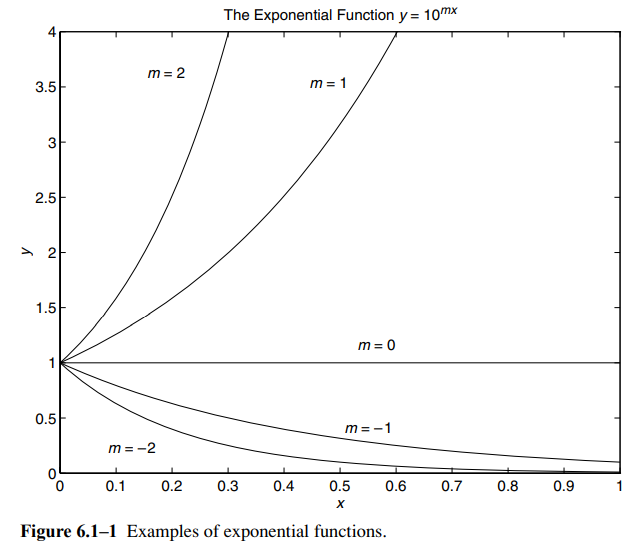 The Exponential Function y = 10^mx
4
m = 2
m = 1
3.5
3
2.5
y
2
1.5
m = 0
1
0.5
m = −1
m = −2
0
0 0.1 0.2 0.3 0.4 0.5 0.6 0.7 0.8 0.9 1
x
Figure 6.1–1 Examples of exponential functions.